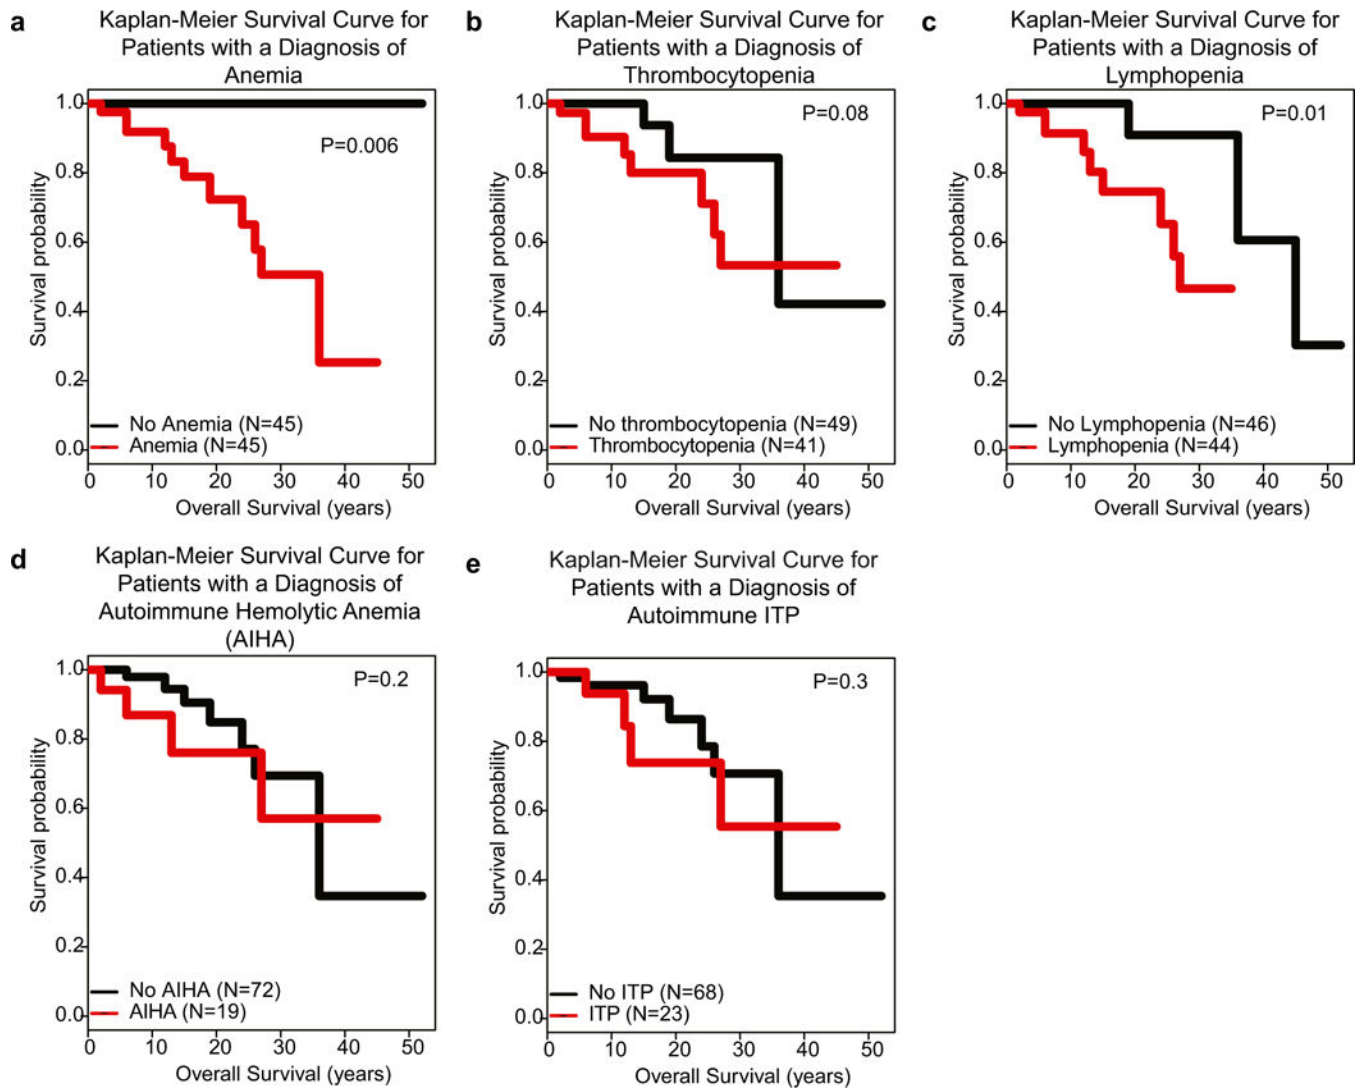 a
Kaplan-Meier Survival Curve for
Patients with a Diagnosis of
Anemia
P=0.006
Survival probability
1.0
0.8
0.6
0.4
0.2
0.0
No Anemia (N=45)
Anemia (N=45)
0 10 20 30 40 50
Overall Survival (years)
b
Kaplan-Meier Survival Curve for
Patients with a Diagnosis of
Thrombocytopenia
P=0.08
Survival probability
1.0
0.8
0.6
0.4
0.2
0.0
No thrombocytopenia (N=49)
Thrombocytopenia (N=41)
0 10 20 30 40 50
Overall Survival (years)
c
Kaplan-Meier Survival Curve for
Patients with a Diagnosis of
Lymphopenia
P=0.01
Survival probability
1.0
0.8
0.6
0.4
0.2
0.0
No Lymphopenia (N=46)
Lymphopenia (N=44)
0 10 20 30 40 50
Overall Survival (years)
d
Kaplan-Meier Survival Curve for
Patients with a Diagnosis of
Autoimmune Hemolytic Anemia
(AIHA)
P=0.2
Survival probability
1.0
0.8
0.6
0.4
0.2
0.0
No AIHA (N=72)
AIHA (N=19)
0 10 20 30 40 50
Overall Survival (years)
e
Kaplan-Meier Survival Curve for
Patients with a Diagnosis of
Autoimmune ITP
P=0.3
Survival probability
1.0
0.8
0.6
0.4
0.2
0.0
No ITP (N=68)
ITP (N=23)
0 10 20 30 40 50
Overall Survival (years)